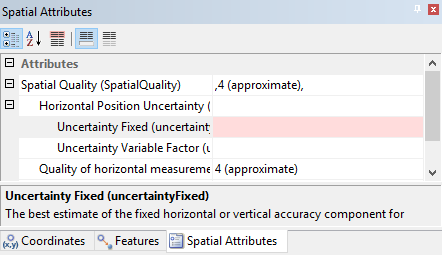 Spatial Attributes
Attributes
Spatial Quality (SpatialQuality) ,4 (approximate),
Horizontal Position Uncertainty (
Uncertainty Fixed (uncertaint
Uncertainty Variable Factor (u
Quality of horizontal measureme 4 (approximate)
Uncertainty Fixed (uncertaintyFixed)
The best estimate of the fixed horizontal or vertical accuracy component for
(x,y) Coordinates Features Spatial Attributes